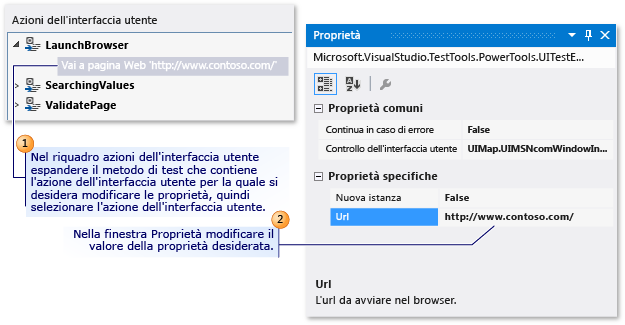 Azioni dell'interfaccia utente
LaunchBrowser
Vai a pagina Web 'http://www.contoso.com/'
SearchingValues
ValidatePage
1
Nel riquadro azioni dell'interfaccia utente
espandere il metodo di test che contiene
l'azione dell'interfaccia utente per la quale si
desidera modificare le proprietà, quindi
selezionare l'azione dell'interfaccia utente.
2
Nella finestra Proprietà modificare il
valore della proprietà desiderata.
Proprietà
Microsoft.VisualStudio.TestTools.PowerTools.UITestE...
Proprietà comuni
Continua in caso di errore False
Controllo dell'interfaccia utente UIMap.UIMSNcomWindowIn...
Proprietà specifiche
Nuova istanza False
Url http://www.contoso.com/
Url
L'url da avviare nel browser.